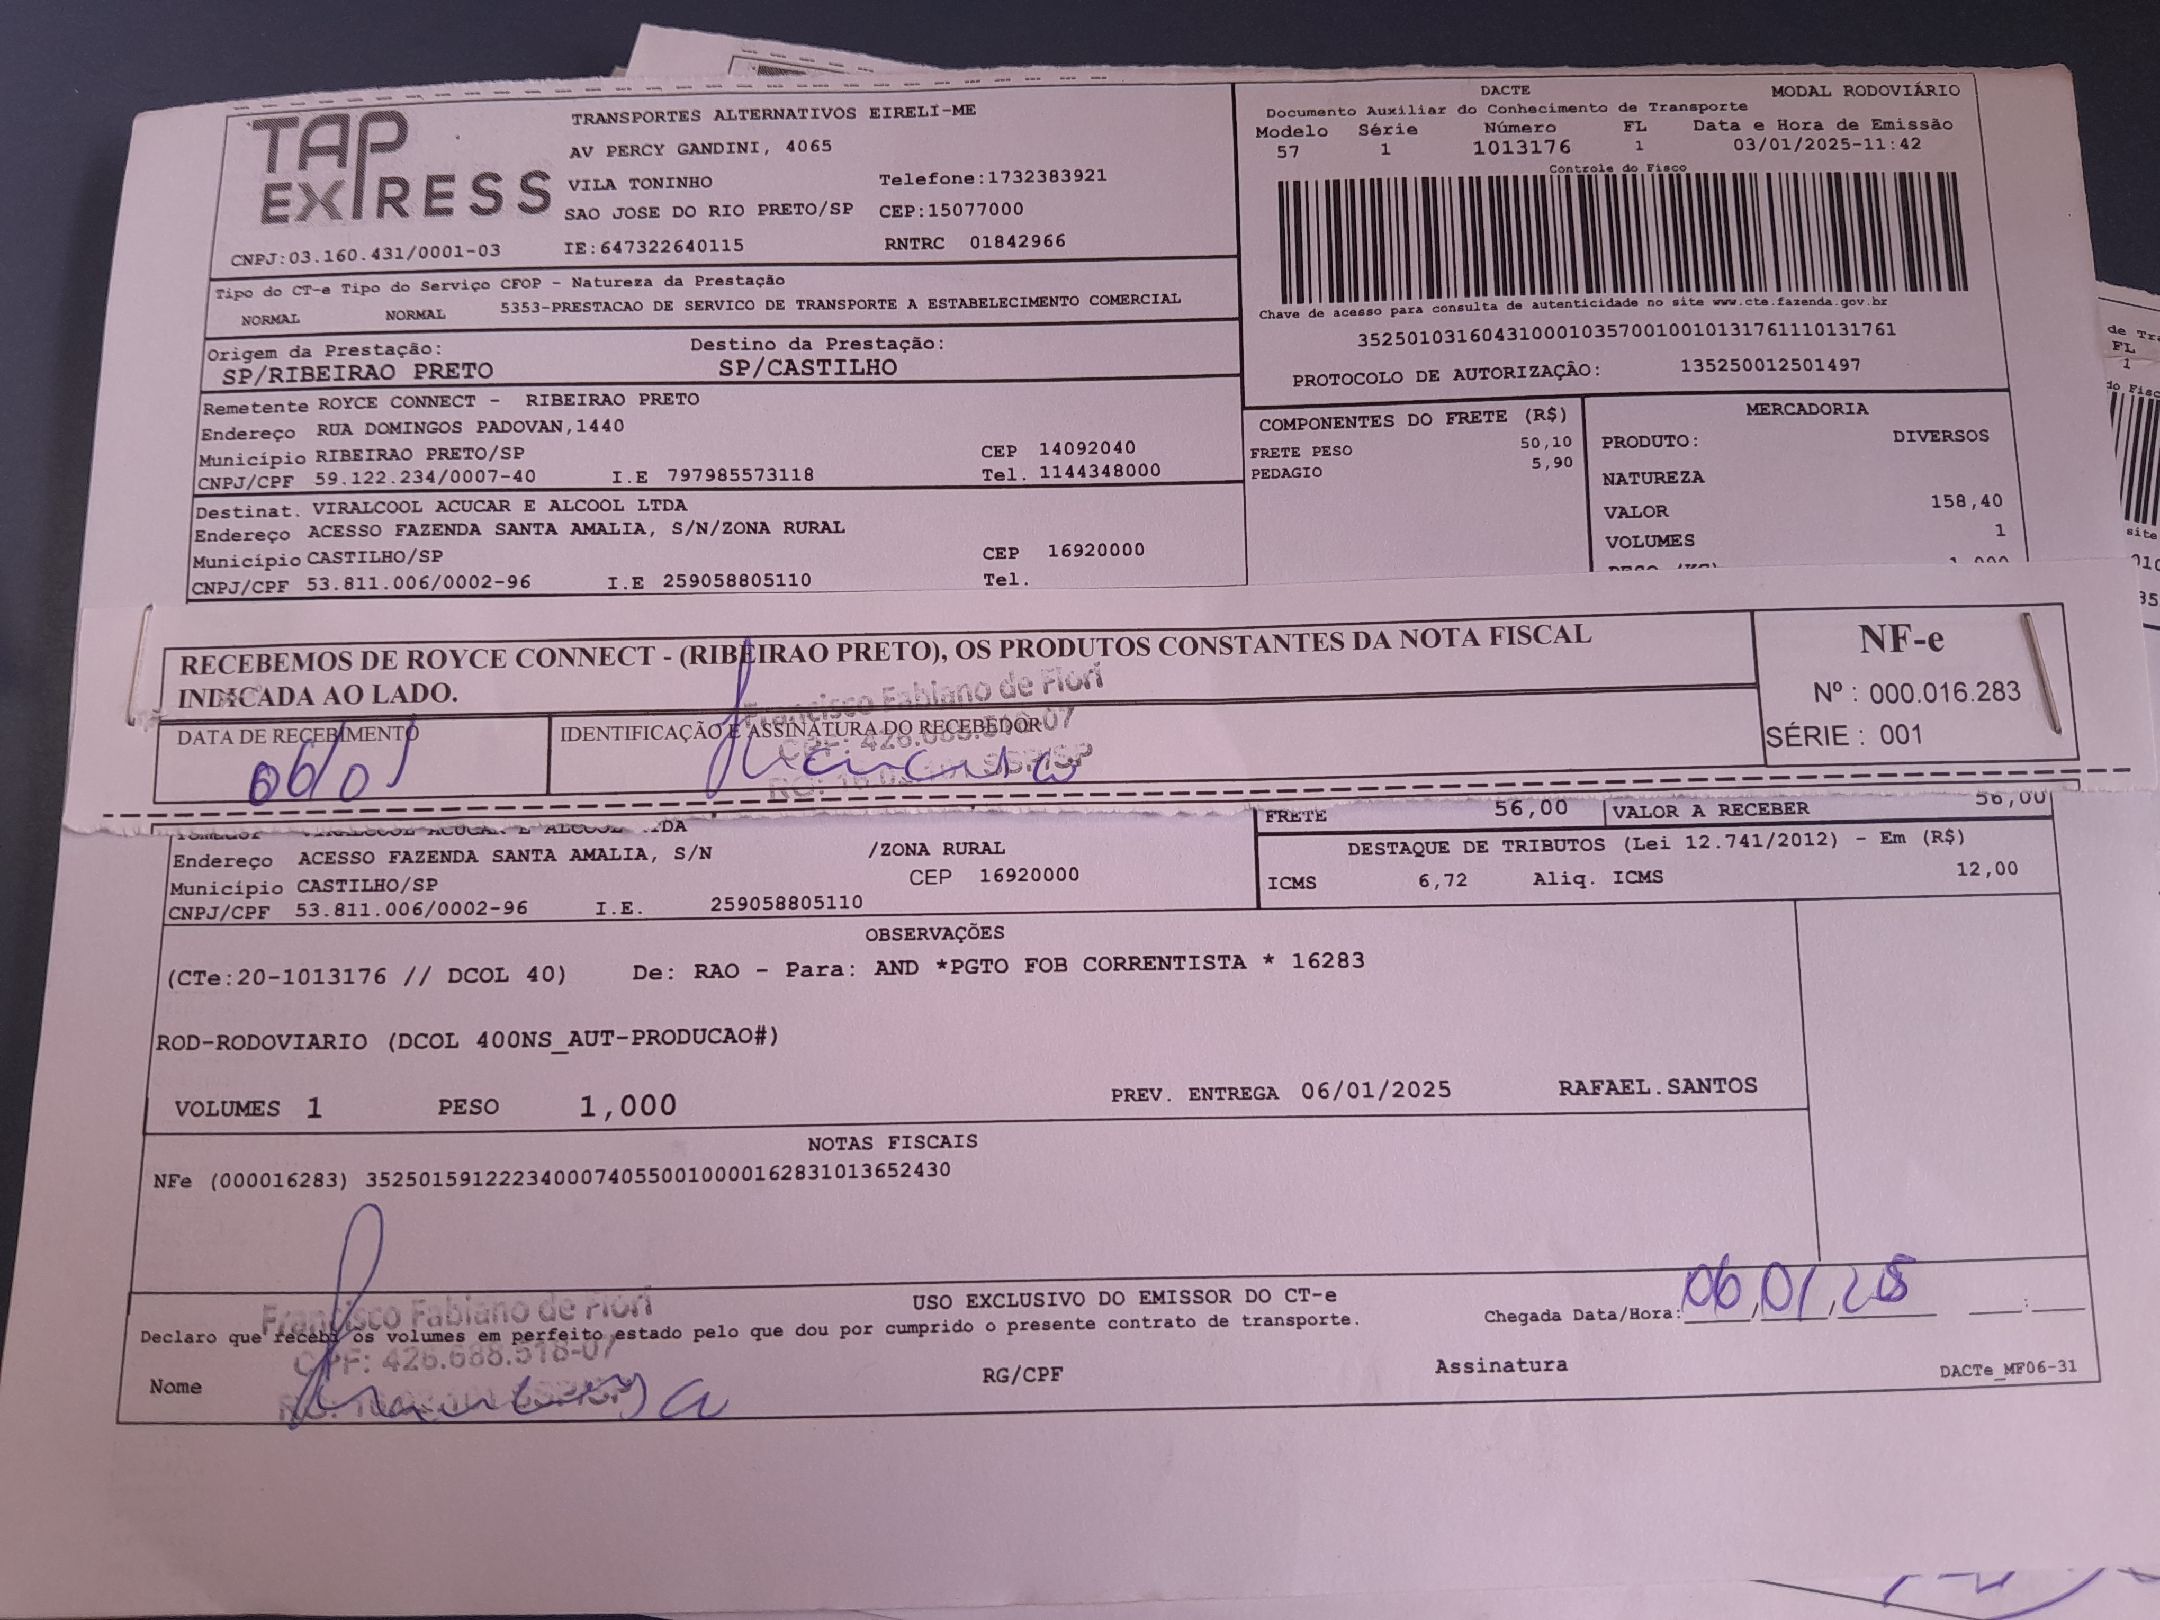 TAP EXPRESS
TRANSPORTES ALTERNATIVOS EIRELI-ME
AV PERCY GANDINI, 4065
VILA TONINHO Telefone:1732383921
SAO JOSE DO RIO PRETO/SP CEP:15077000
CNPJ:03.160.431/0001-03 IE:647322640115 RNTRC 01842966
DACTE MODAL RODOVIÁRIO
Documento Auxiliar do Conhecimento de Transporte
Modelo Série Número FL Data e Hora de Emissão
57 1 1013176 1 03/01/2025-11:42
Controle do Fisco
Chave de acesso para consulta de autenticidade no site www.cte.fazenda.gov.br
35250103160431000103570010010131761110131761
PROTOCOLO DE AUTORIZAÇÃO: 135250012501497
Tipo do CT-e Tipo do Serviço CFOP - Natureza da Prestação
NORMAL NORMAL 5353-PRESTACAO DE SERVICO DE TRANSPORTE A ESTABELECIMENTO COMERCIAL
Origem da Prestação: Destino da Prestação:
SP/RIBEIRAO PRETO SP/CASTILHO
Remetente ROYCE CONNECT - RIBEIRAO PRETO
Endereço RUA DOMINGOS PADOVAN,1440
Município RIBEIRAO PRETO/SP CEP 14092040
CNPJ/CPF 59.122.234/0007-40 I.E 797985573118 Tel. 1144348000
Destinat. VIRALCOOL ACUCAR E ALCOOL LTDA
Endereço ACESSO FAZENDA SANTA AMALIA, S/N/ZONA RURAL
Município CASTILHO/SP CEP 16920000
CNPJ/CPF 53.811.006/0002-96 I.E 259058805110 Tel.
COMPONENTES DO FRETE (R$)
FRETE PESO 50,10
PEDAGIO 5,90
MERCADORIA
PRODUTO: DIVERSOS
NATUREZA
VALOR 158,40
VOLUMES 1
RECEBEMOS DE ROYCE CONNECT - (RIBEIRAO PRETO), OS PRODUTOS CONSTANTES DA NOTA FISCAL
INDICADA AO LADO.
DATA DE RECEBIMENTO
06/01
IDENTIFICAÇÃO E ASSINATURA DO RECEBEDOR
Francisco Fabiano de Fiori
CPF: 426.688.518-07
NF-e
Nº : 000.016.283
SÉRIE : 001
FRETE 56,00 VALOR A RECEBER 56,00
Endereço ACESSO FAZENDA SANTA AMALIA, S/N /ZONA RURAL
Município CASTILHO/SP CEP 16920000
CNPJ/CPF 53.811.006/0002-96 I.E. 259058805110
DESTAQUE DE TRIBUTOS (Lei 12.741/2012) - Em (R$)
ICMS 6,72 Aliq. ICMS 12,00
OBSERVAÇÕES
(CTe:20-1013176 // DCOL 40) De: RAO - Para: AND *PGTO FOB CORRENTISTA * 16283
ROD-RODOVIARIO (DCOL 400NS_AUT-PRODUCAO#)
VOLUMES 1 PESO 1,000 PREV. ENTREGA 06/01/2025 RAFAEL.SANTOS
NOTAS FISCAIS
NFe (000016283) 35250159122234000740550010000162831013652430
USO EXCLUSIVO DO EMISSOR DO CT-e
Francisco Fabiano de Fiori
Declaro que recebi os volumes em perfeito estado pelo que dou por cumprido o presente contrato de transporte.
CPF: 426.688.518-07
Chegada Data/Hora: 06,01,25
Nome RG/CPF Assinatura DACTe_MF06-31